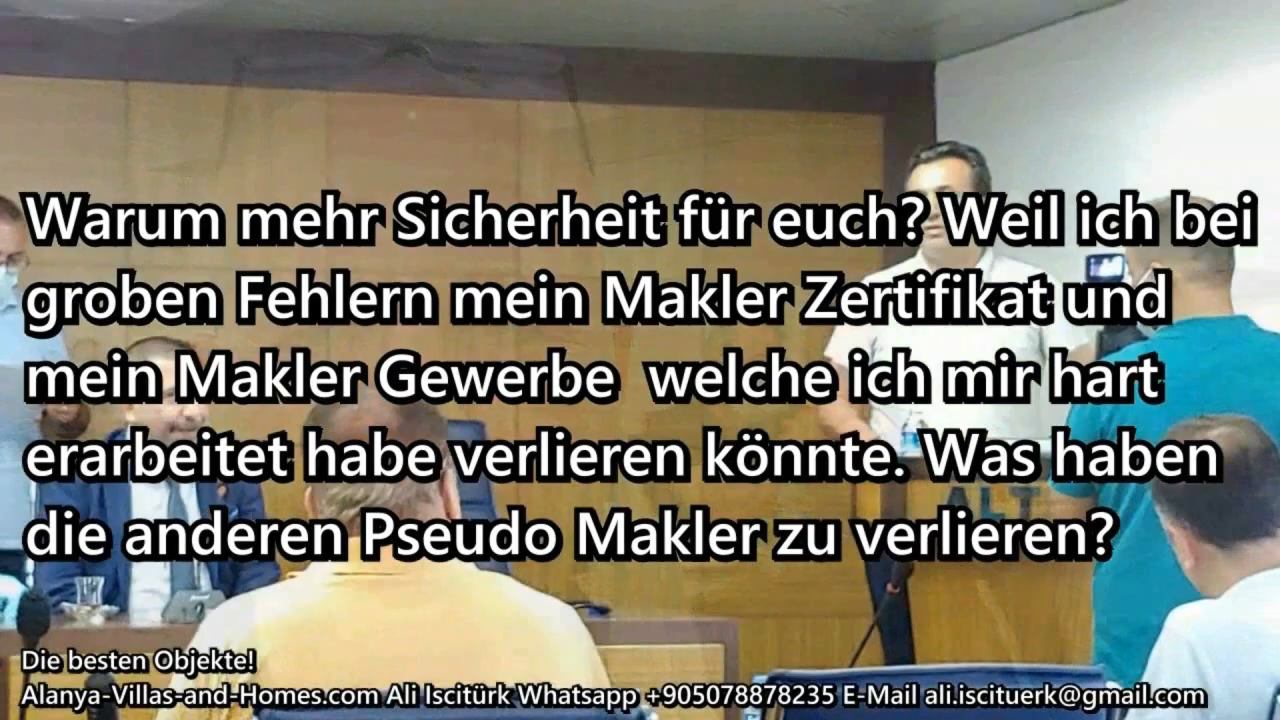 Warum mehr Sicherheit für euch? Weil ich bei
groben Fehlern mein Makler Zertifikat und
mein Makler Gewerbe welche ich mir hart
erarbeitet habe verlieren könnte. Was haben
die anderen Pseudo Makler zu verlieren?
ALT
Die besten Objekte!
Alanya-Villas-and-Homes.com Ali Iscitürk Whatsapp +905078878235 E-Mail ali.iscituerk@gmail.com